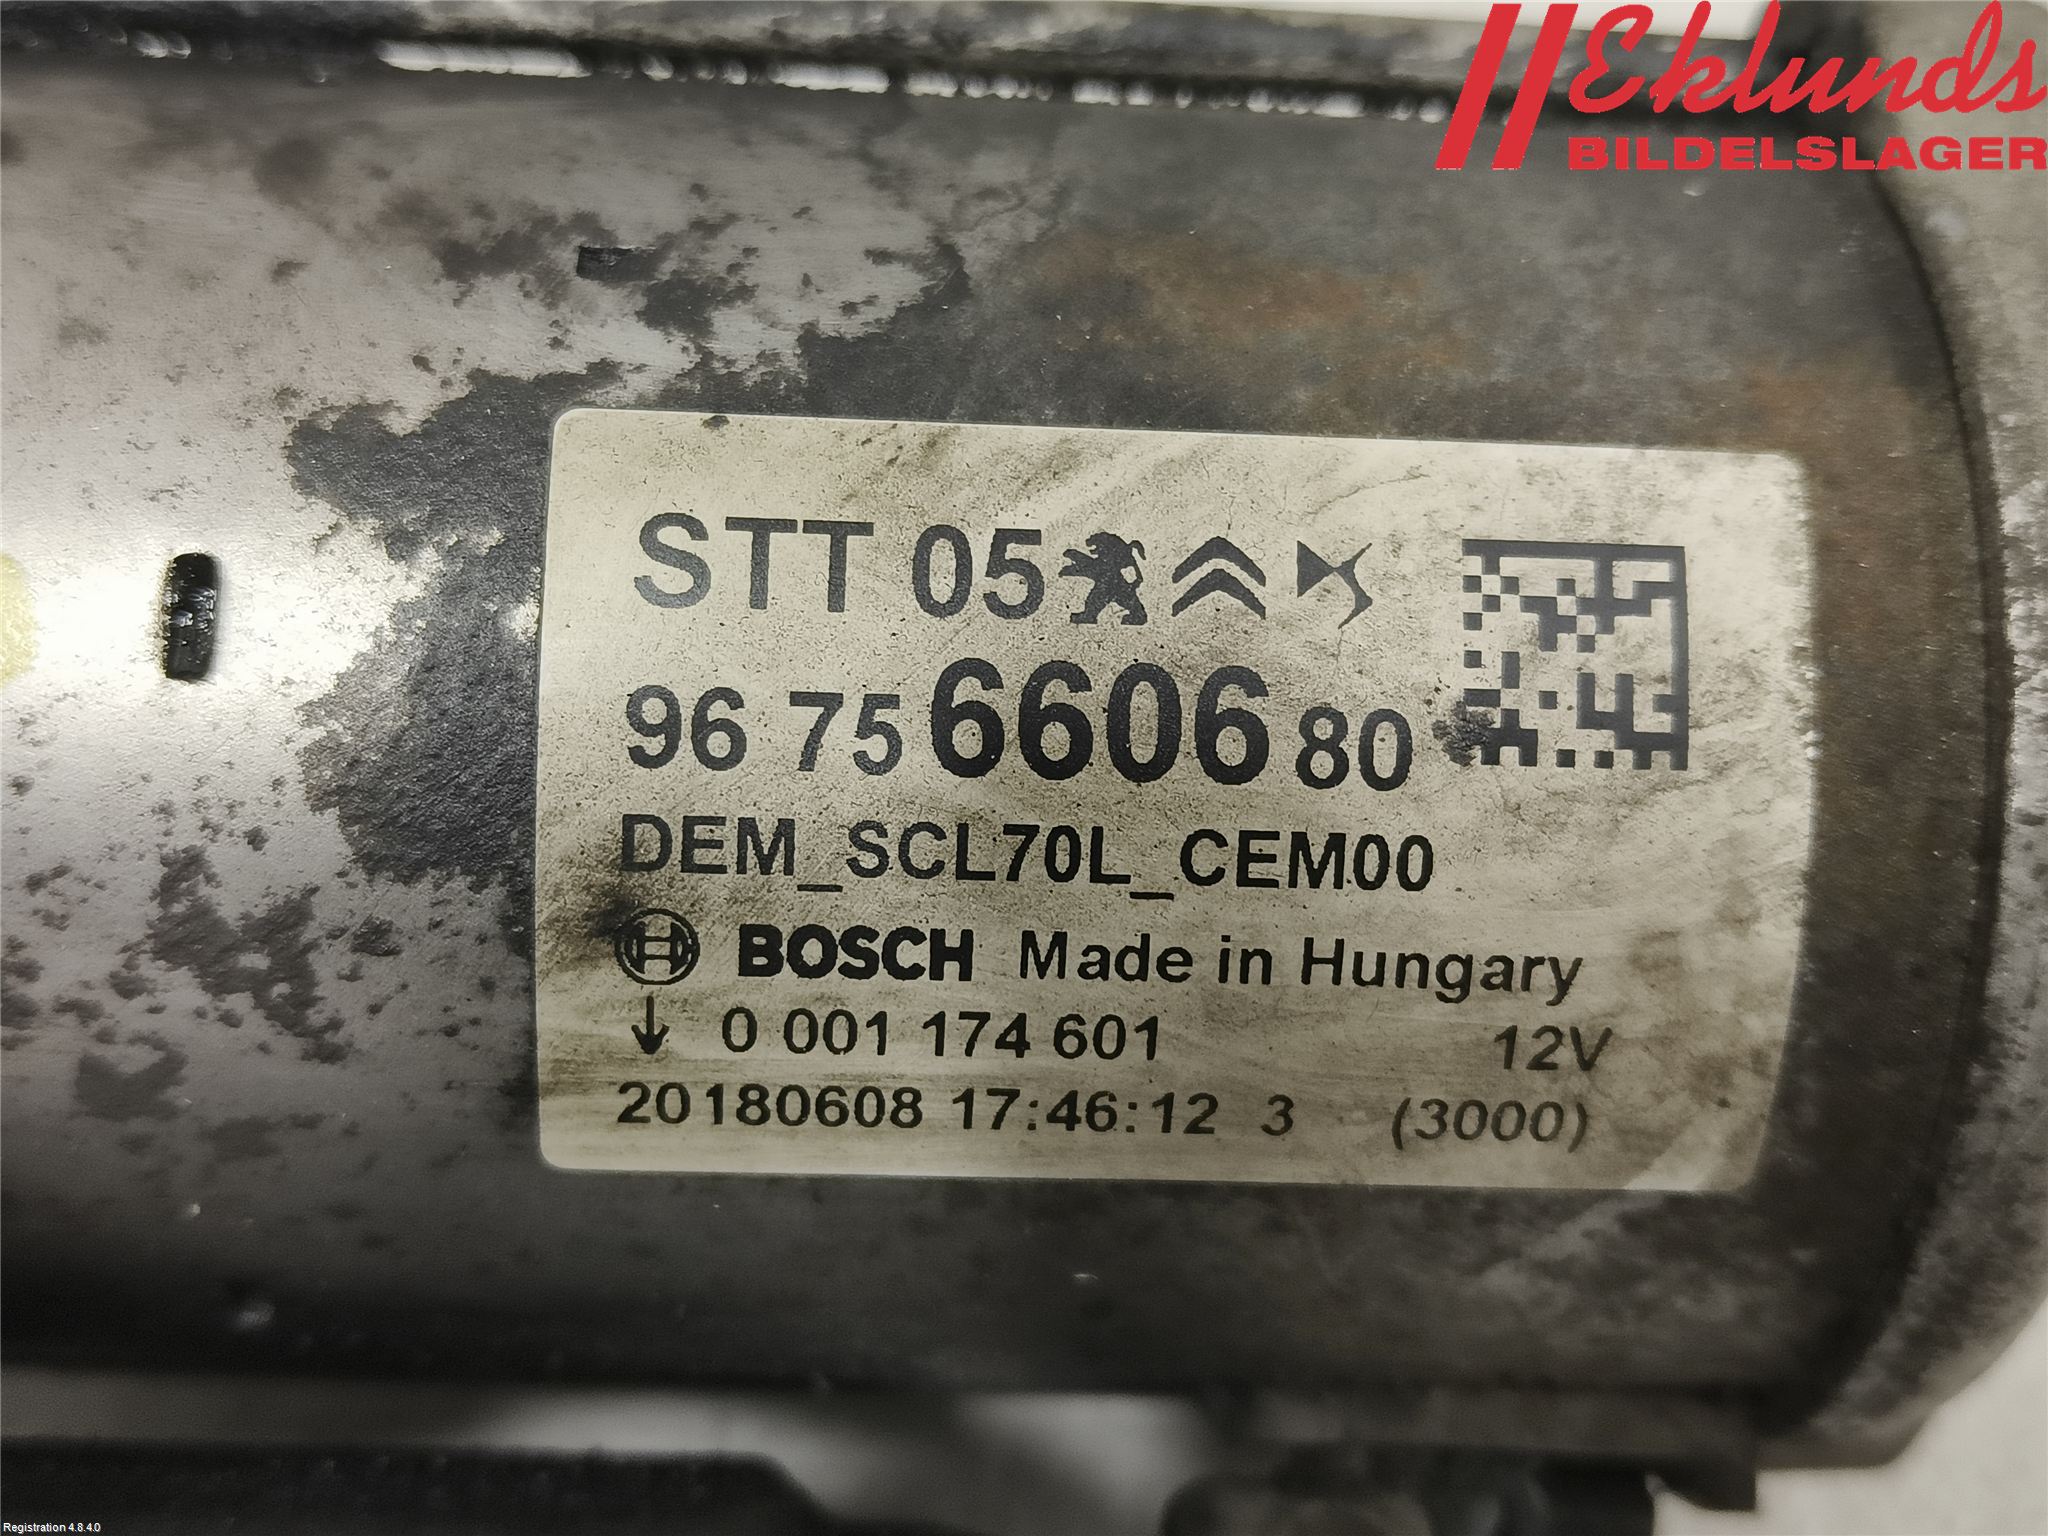 Eklunds
BILDELSLAGER
STT 05
96 75 6606 80
DEM_SCL70L_CEM00
BOSCH Made in Hungary
↓ 0 001 174 601 12V
20180608 17:46:12 3 (3000)
Registration 4.8.4.0